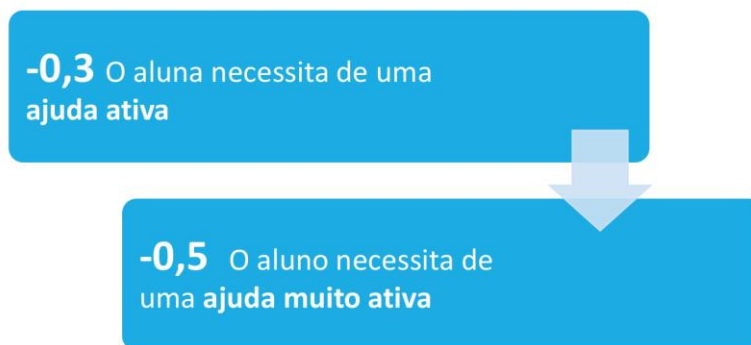 -0,3 O aluna necessita de uma
ajuda ativa
-0,5 O aluno necessita de
uma ajuda muito ativa